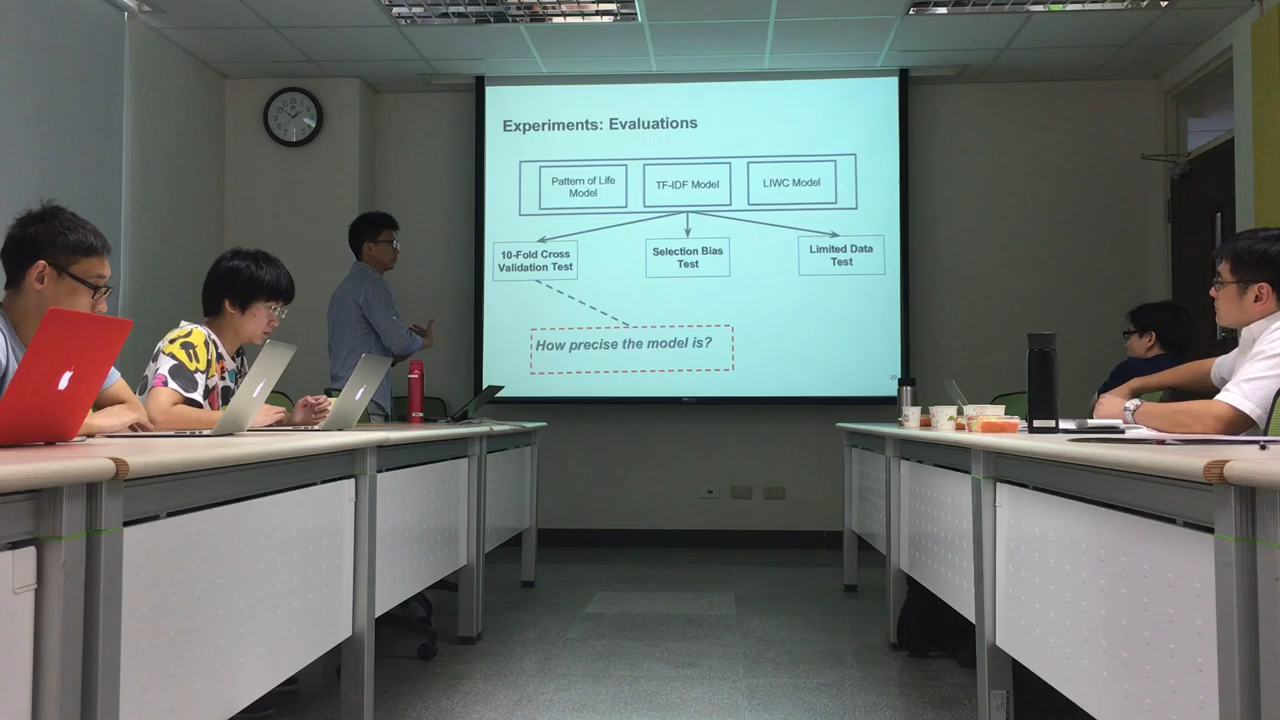 Experiments: Evaluations
Pattern of Life
Model
TF-IDF Model
LIWC Model
10-Fold Cross
Validation Test
Selection Bias
Test
Limited Data
Test
How precise the model is?